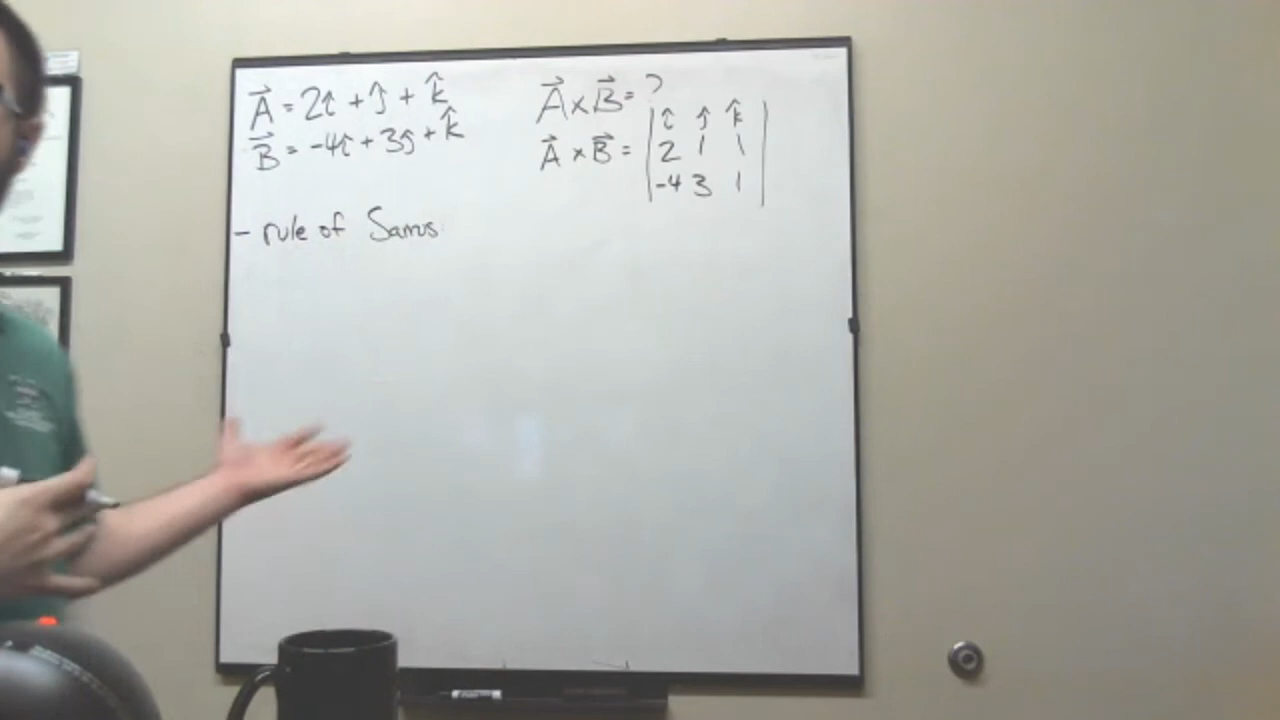 A⃗ = 2î + ĵ + k̂
B⃗ = -4î + 3ĵ + k̂
- rule of Sarrus
A⃗ x B⃗ = ?
A⃗ x B⃗ = | î ĵ k̂ |
| 2 1 1 |
| -4 3 1 |